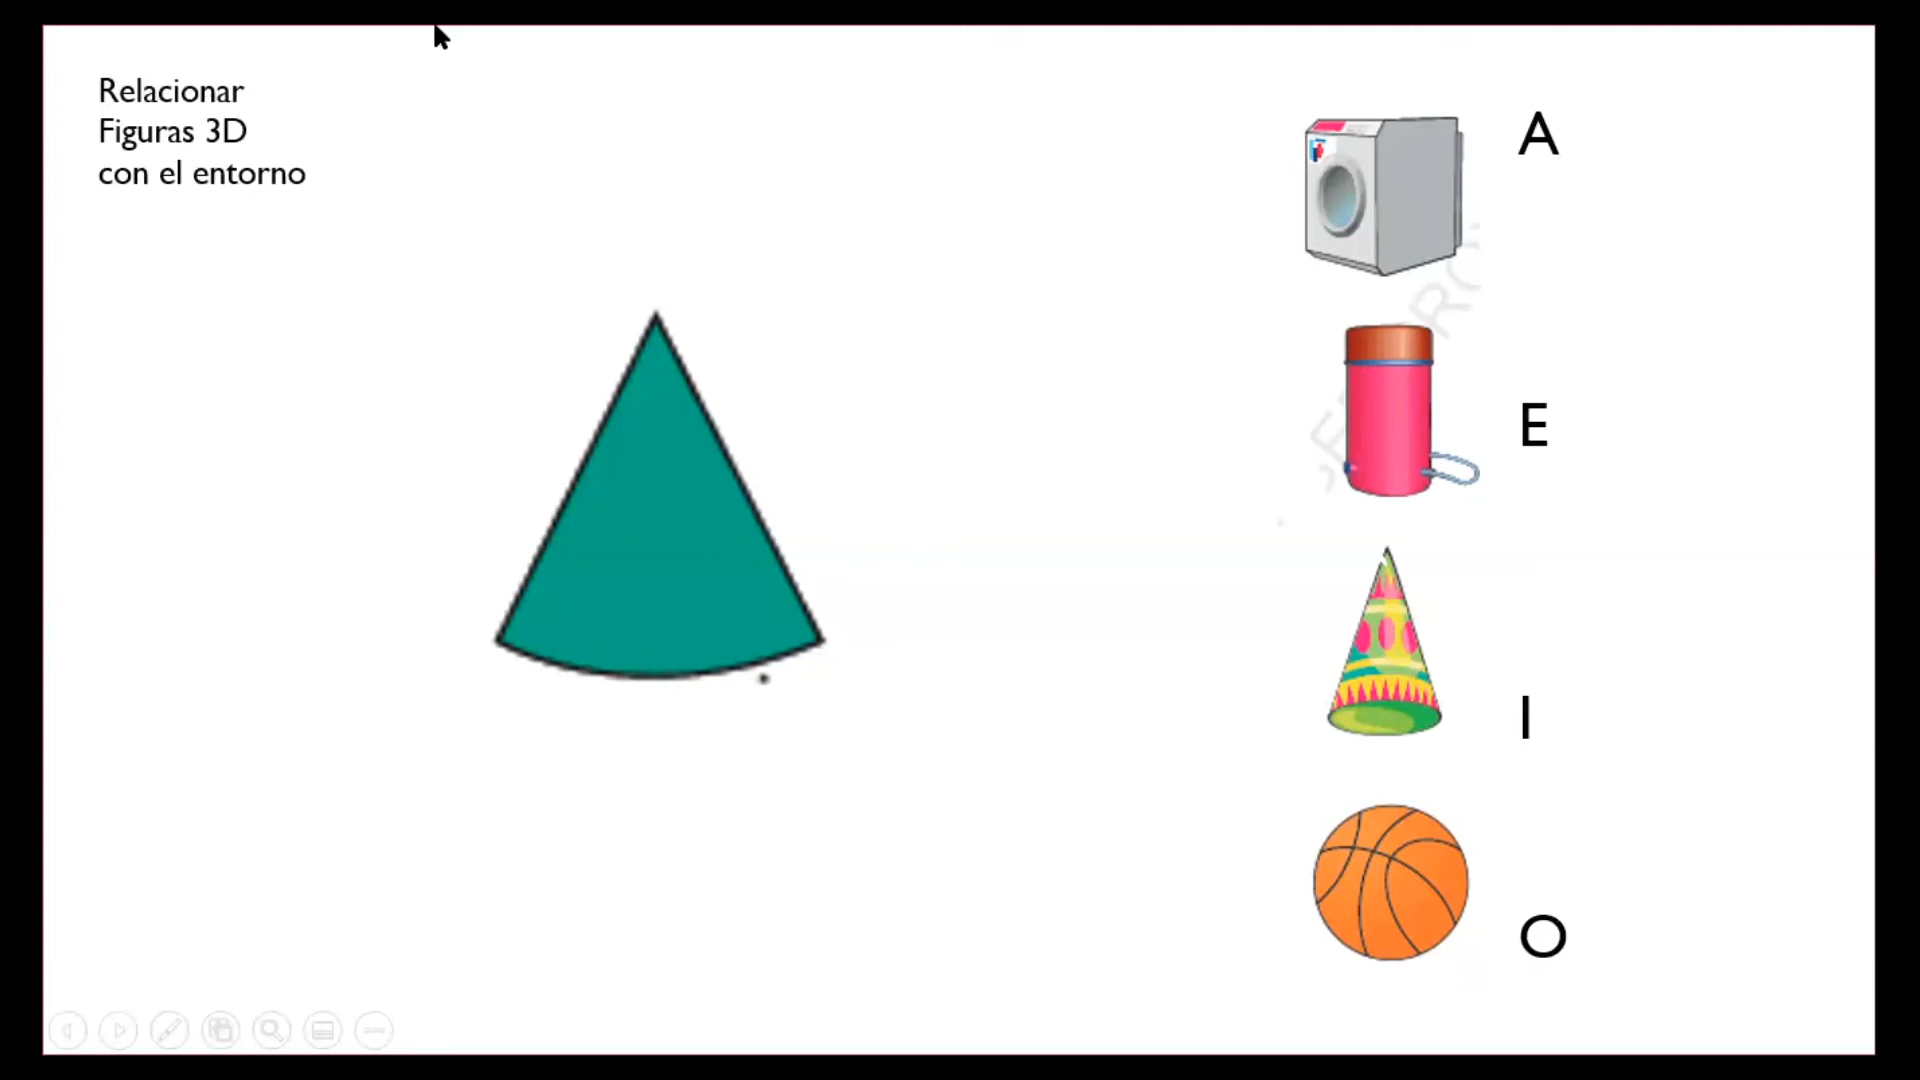 Relacionar
Figuras 3D
con el entorno
A
E
I
O